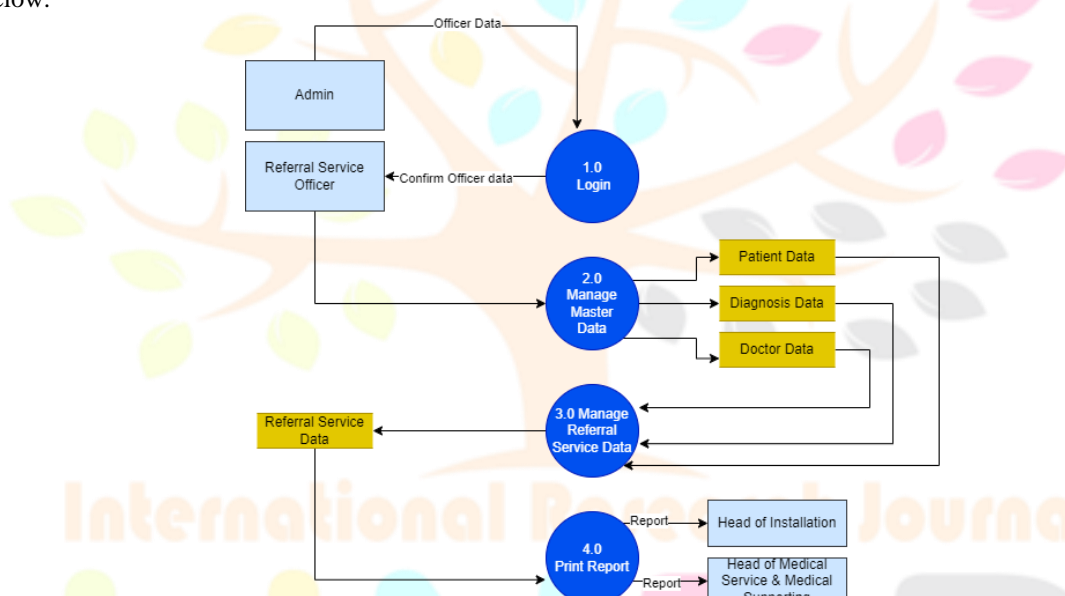 elow.
Officer Data
Admin
Referral Service
Officer
Confirm Officer data
1.0
Login
2.0
Manage
Master
Data
Patient Data
Diagnosis Data
Doctor Data
3.0 Manage
Referral
Service Data
Referral Service
Data
International Research Journa
4.0
Print Report
Report
Head of Installation
Report
Head of Medical
Service & Medical
Supporting